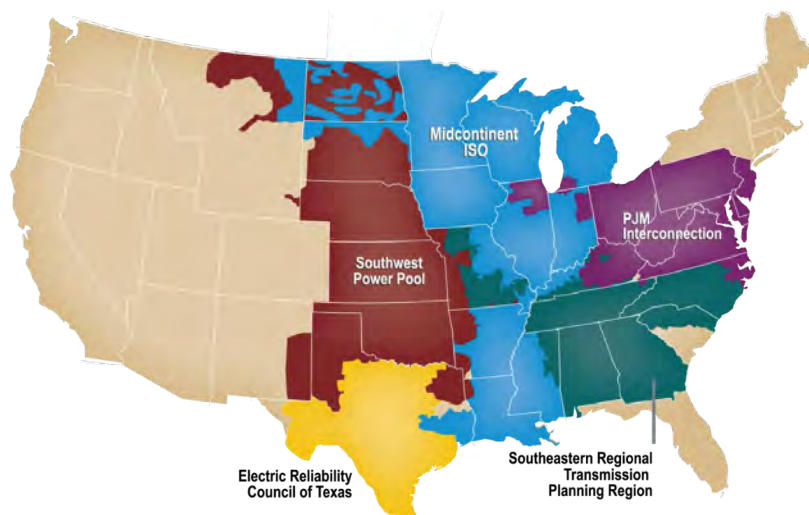 Midcontinent
ISO
PJM
Interconnection
Southwest
Power Pool
Electric Reliability
Council of Texas
Southeastern Regional
Transmission
Planning Region